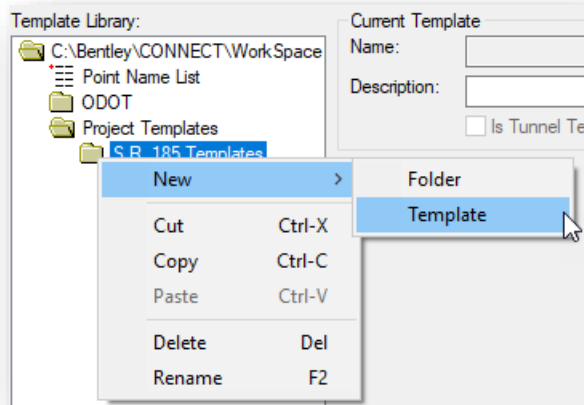 Template Library:
C:\Bentley\CONNECT\WorkSpace
Point Name List
ODOT
Project Templates
S.R. 185 Templates
Current Template
Name:
Description:
Is Tunnel Te
New >
Cut Ctrl-X
Copy Ctrl-C
Paste Ctrl-V
Delete Del
Rename F2
Folder
Template